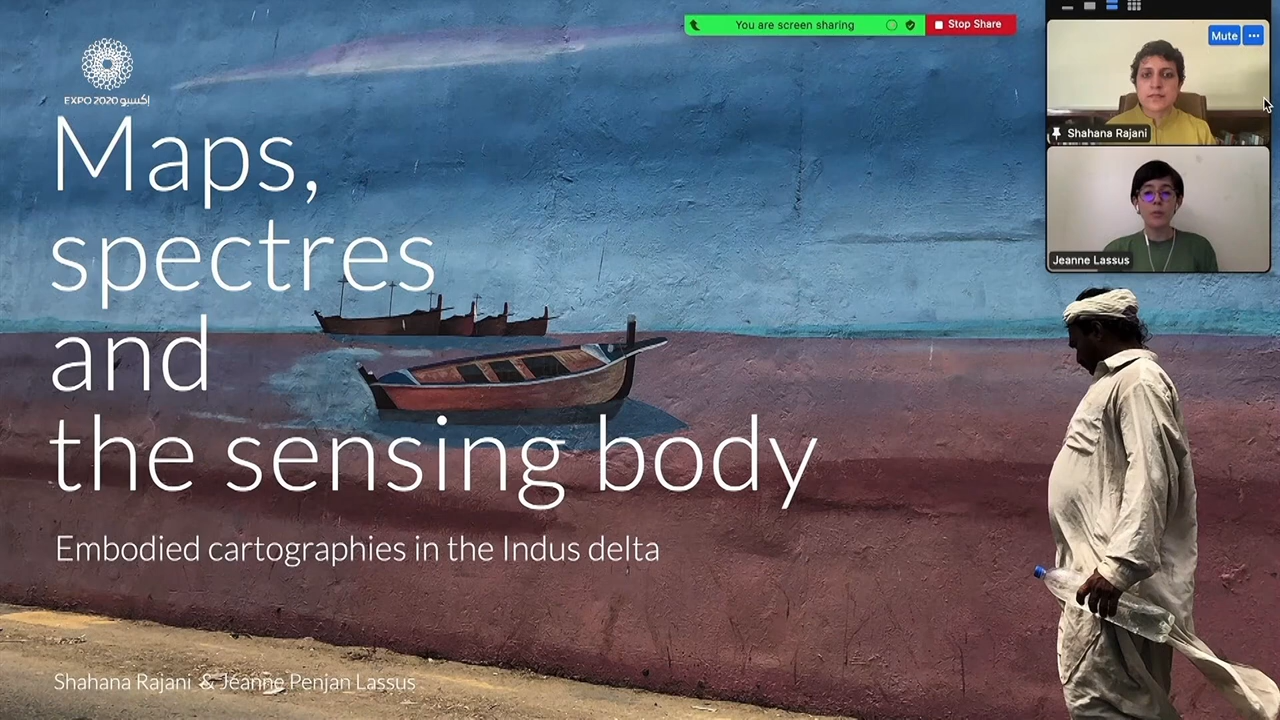 You are screen sharing
Stop Share
Mute
Shahana Rajani
Jeanne Lassus
EXPO 2020 إكسبو
Maps,
spectres
and
the sensing body
Embodied cartographies in the Indus delta
Shahana Rajani & Jeanne Penjan Lassus